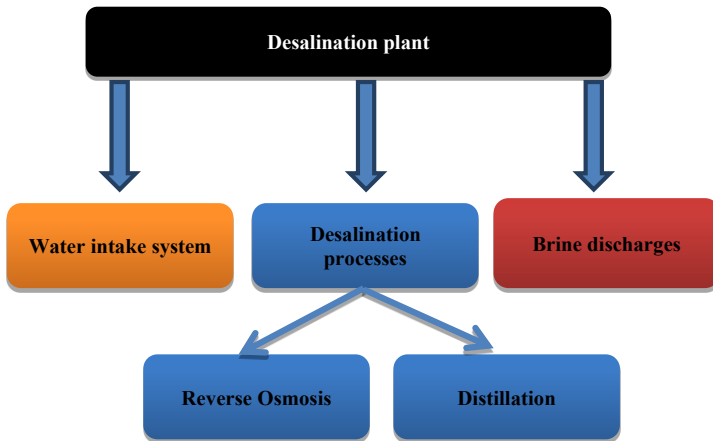 Desalination plant
Water intake system
Desalination
processes
Brine discharges
Reverse Osmosis
Distillation